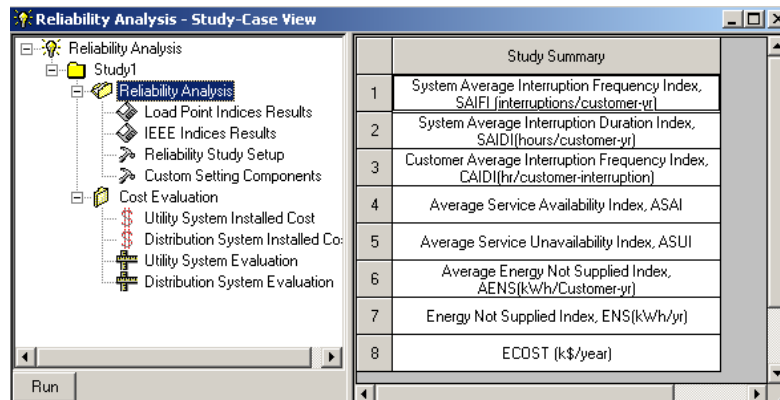 Reliability Analysis - Study-Case View
Reliability Analysis
Study1
Reliability Analysis
Load Point Indices Results
IEEE Indices Results
Reliability Study Setup
Custom Setting Components
Cost Evaluation
$ Utility System Installed Cost
$ Distribution System Installed Co
Utility System Evaluation
Distribution System Evaluation
Run
Study Summary
1 System Average Interruption Frequency Index,
SAIFI (interruptions/customer-yr)
2 System Average Interruption Duration Index,
SAIDI(hours/customer-yr)
3 Customer Average Interruption Frequency Index,
CAIDI(hr/customer-interruption)
4 Average Service Availability Index, ASAI
5 Average Service Unavailability Index, ASUI
6 Average Energy Not Supplied Index,
AENS(kWh/Customer-yr)
7 Energy Not Supplied Index, ENS(kWh/yr)
8 ECOST (k$/year)